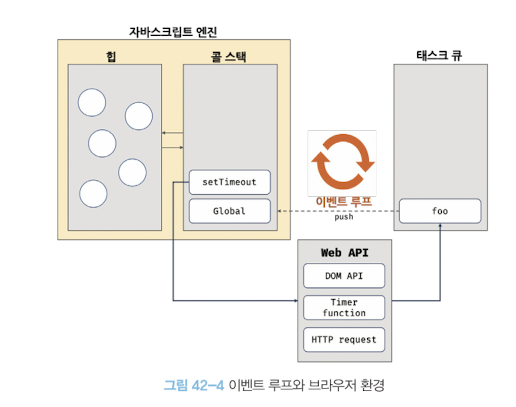 자바스크립트 엔진
힙
콜 스택
태스크 큐
setTimeout
Global
이벤트 루프
push
foo
Web API
DOM API
Timer
function
HTTP request
그림 42-4 이벤트 루프와 브라우저 환경